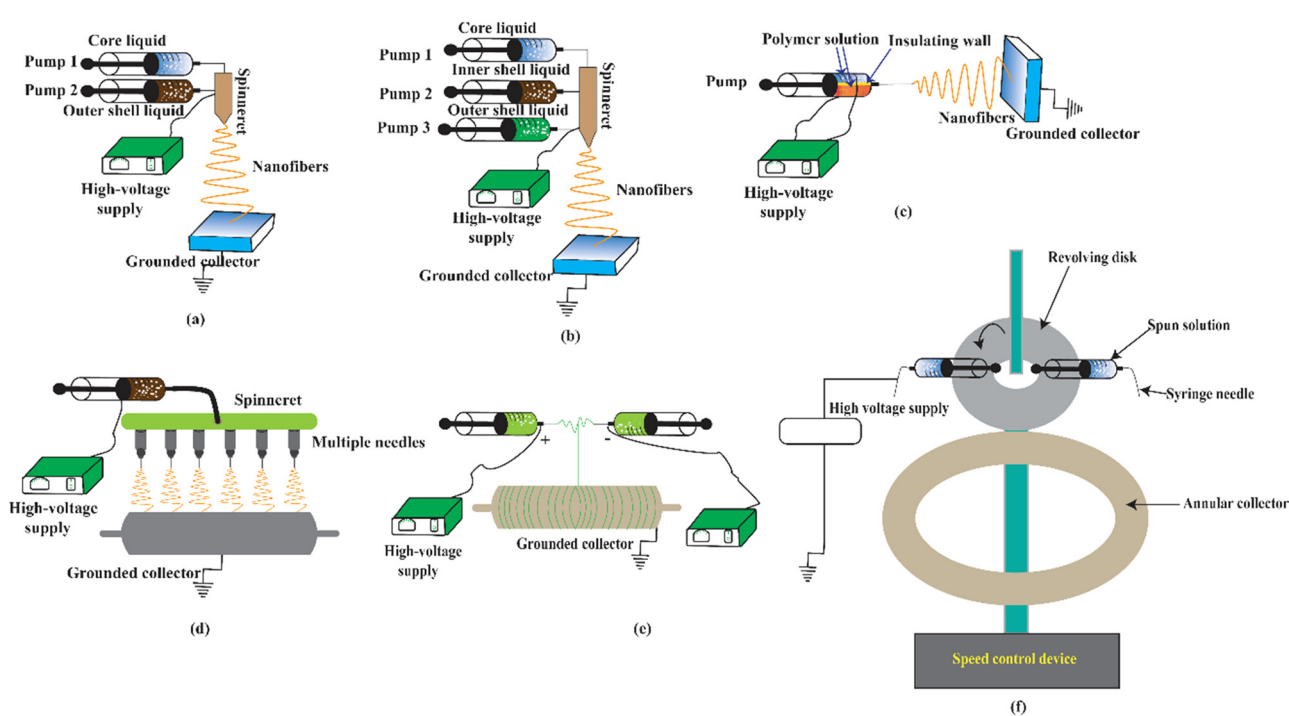 Core liquid
Pump 1
Pump 2
Outer shell liquid
Spinneret
High-voltage
supply
Nanofibers
Grounded collector
(a)
Core liquid
Pump 1
Inner shell liquid
Pump 2
Outer shell liquid
Pump 3
Spinneret
High-voltage
supply
Nanofibers
Grounded collector
(b)
Polymer solution
Insulating wall
Pump
High-voltage
supply
Nanofibers
Grounded collector
(c)
Spinneret
Multiple needles
High-voltage
supply
Grounded collector
(d)
+
-
High-voltage
supply
Grounded collector
(e)
Revolving disk
Spun solution
High voltage supply
Syringe needle
Annular collector
Speed control device
(f)